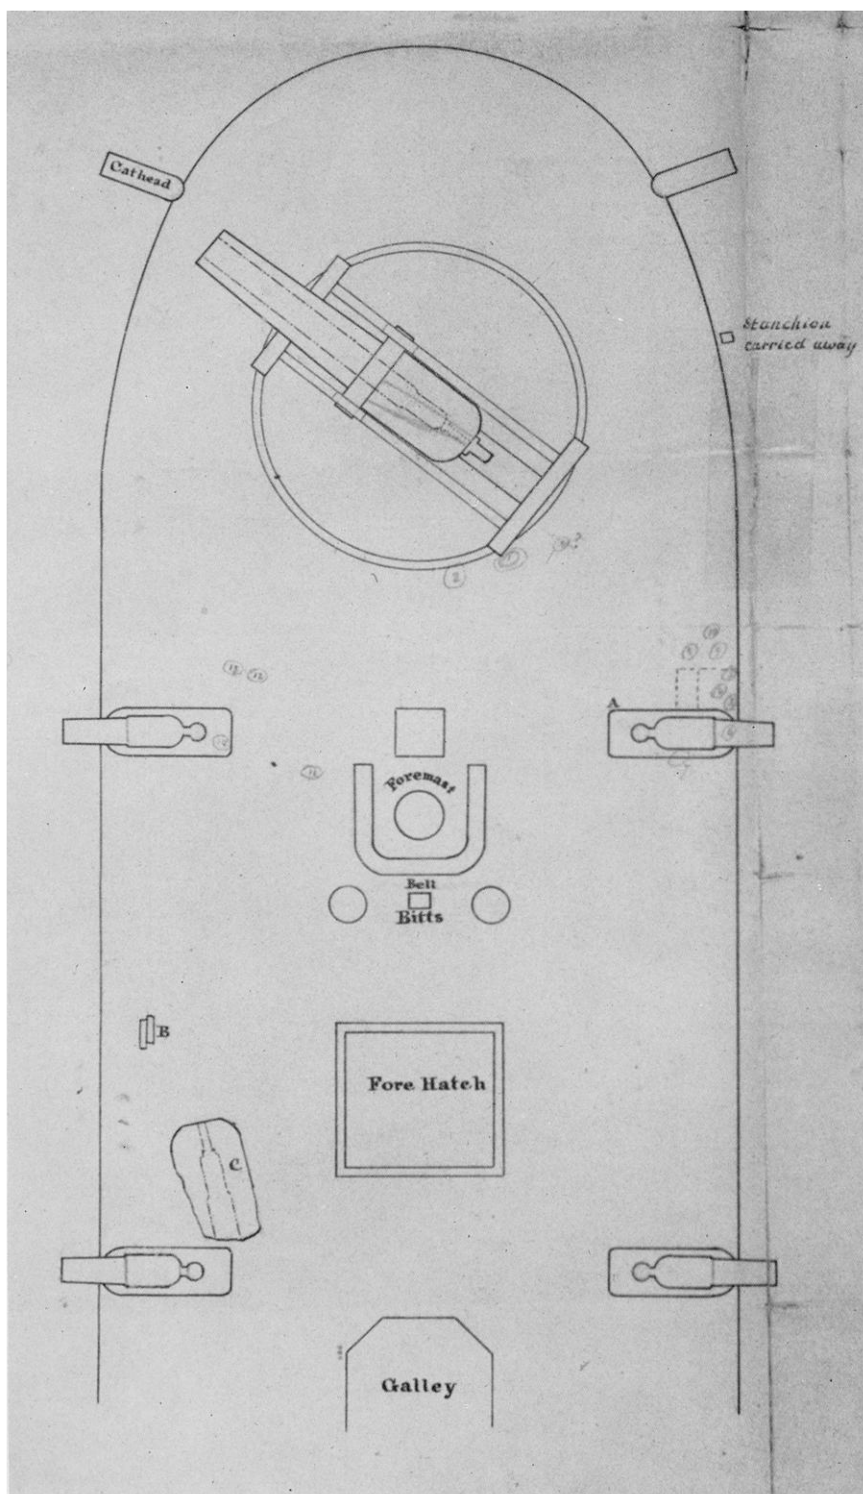 Cathead
Stanchion
carried away
A
Foremast
Bell
Bitts
B
Fore Hatch
C
Galley